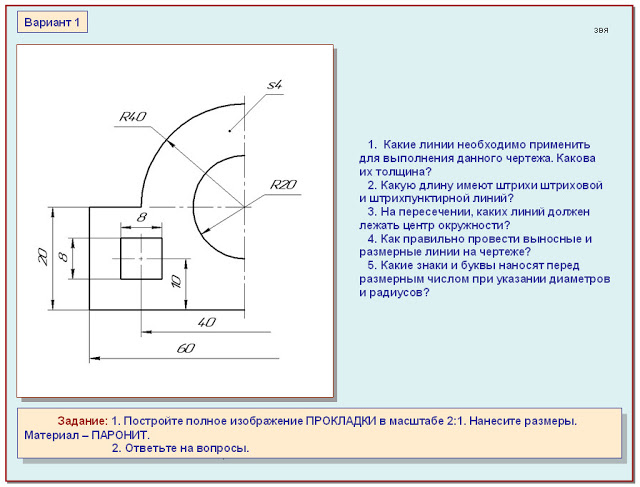 Вариант 1
звя
s4
R40
R20
8
20
8
10
40
60
1. Какие линии необходимо применить
для выполнения данного чертежа. Какова
их толщина?
2. Какую длину имеют штрихи штриховой
и штрихпунктирной линий?
3. На пересечении, каких линий должен
лежать центр окружности?
4. Как правильно провести выносные и
размерные линии на чертеже?
5. Какие знаки и буквы наносят перед
размерным числом при указании диаметров
и радиусов?
Задание: 1. Постройте полное изображение ПРОКЛАДКИ в масштабе 2:1. Нанесите размеры.
Материал – ПАРОНИТ.
2. Ответьте на вопросы.